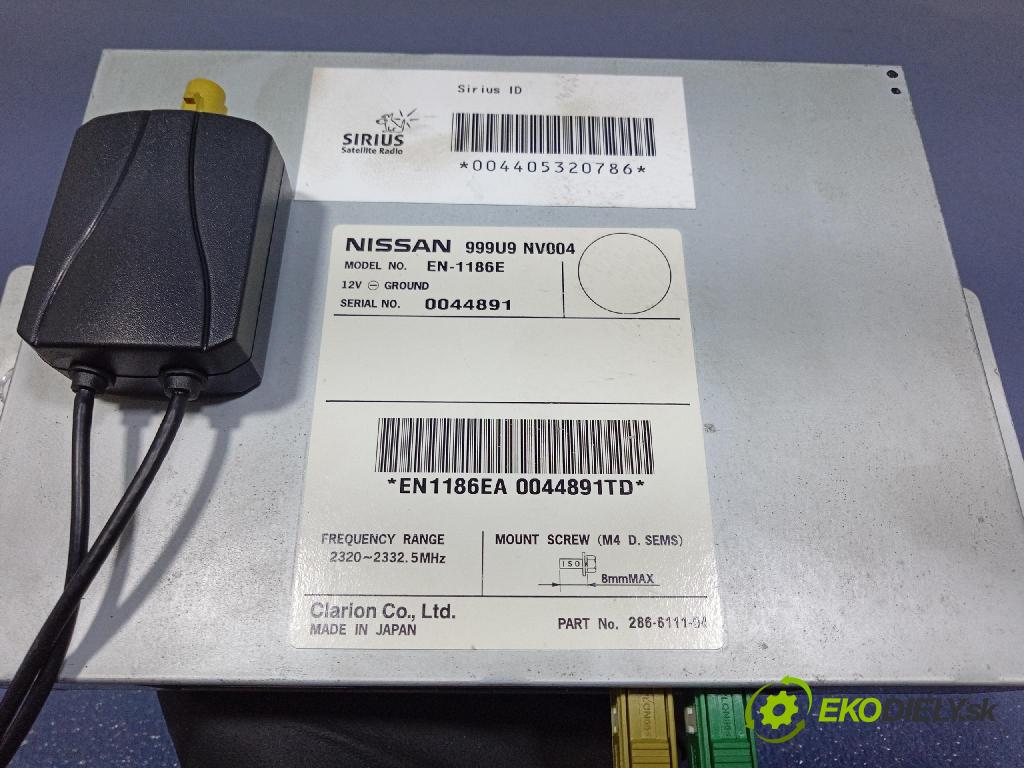 Sirius ID
SIRIUS
Satellite Radio
*004405320786*
NISSAN 999U9 NV004
MODEL NO. EN-1186E
12V ⊖ GROUND
SERIAL NO. 0044891
*EN1186EA 0044891TD*
FREQUENCY RANGE
2320~2332.5MHz
MOUNT SCREW (M4 D. SEMS)
ISO
8mmMAX
Clarion Co., Ltd.
MADE IN JAPAN
PART No. 286-6111-04
EKODIELY.sk